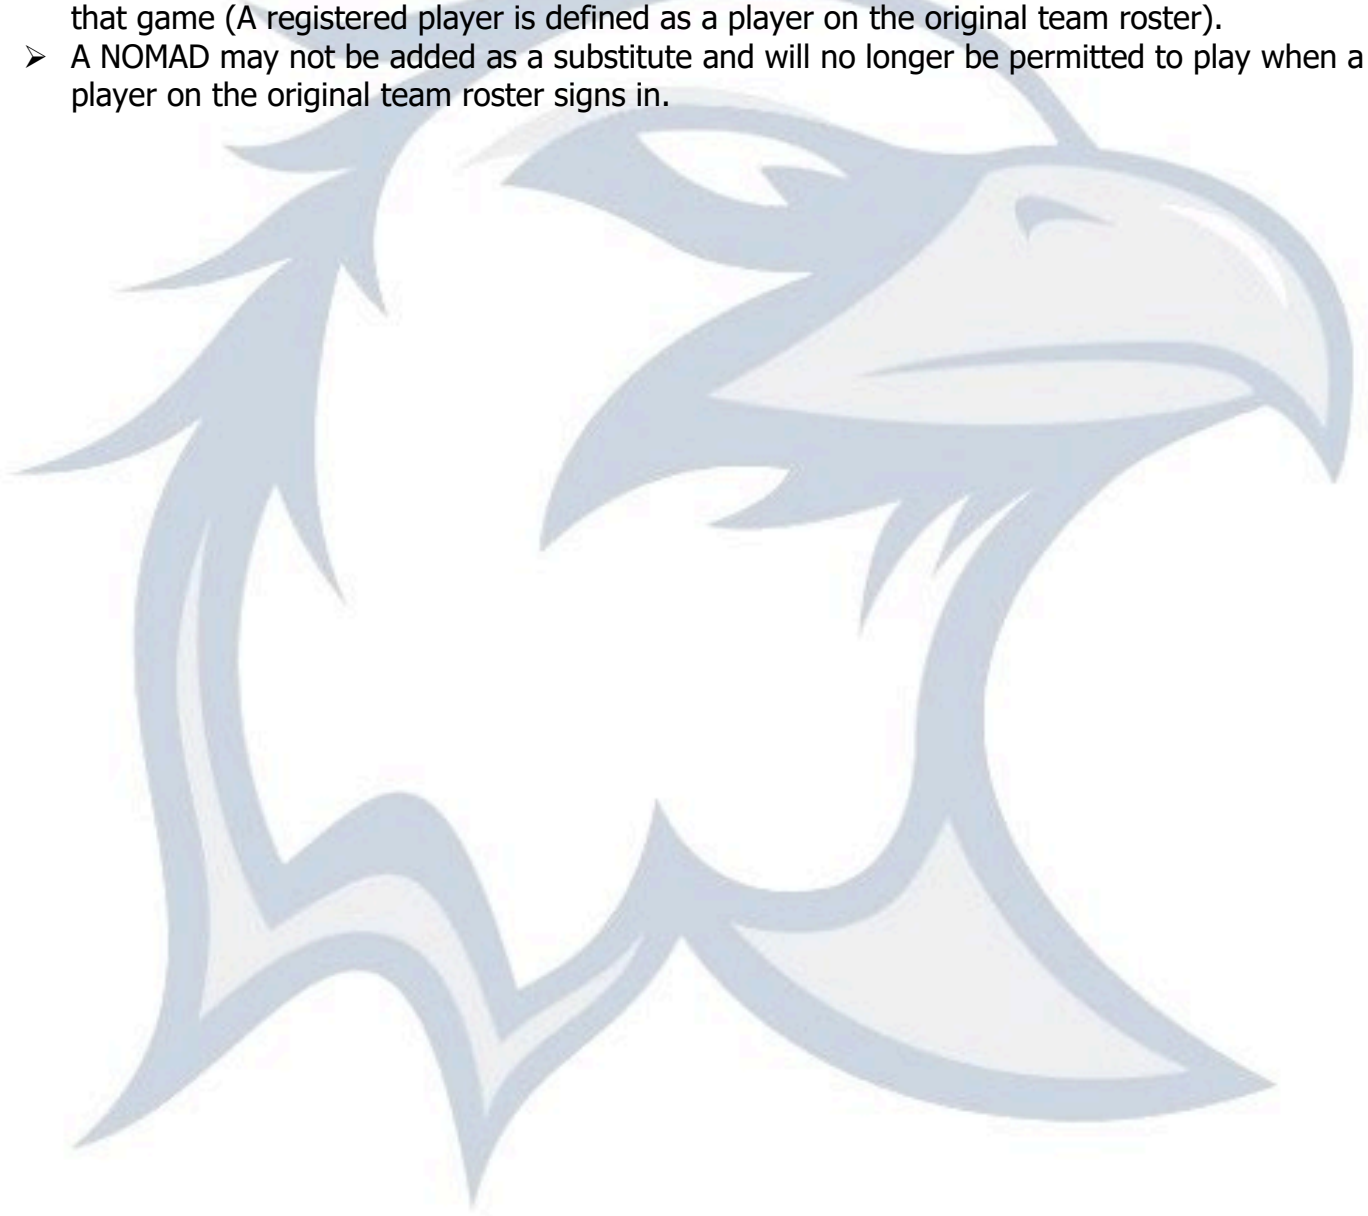 that game (A registered player is defined as a player on the original team roster).
➢ A NOMAD may not be added as a substitute and will no longer be permitted to play when a
player on the original team roster signs in.